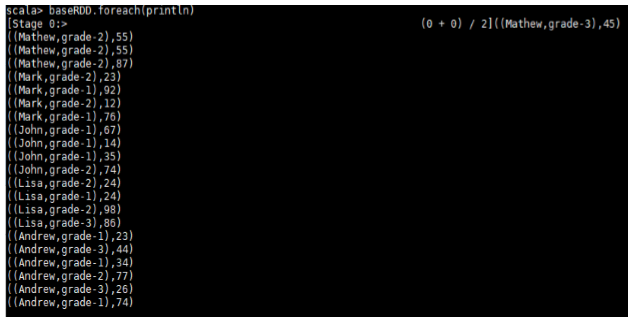 scala> baseRDD.foreach(println)
[Stage 0:> (0 + 0) / 2]((Mathew,grade-3),45)
((Mathew,grade-2),55)
((Mathew,grade-2),55)
((Mathew,grade-2),87)
((Mark,grade-2),23)
((Mark,grade-1),92)
((Mark,grade-2),12)
((Mark,grade-1),76)
((John,grade-1),67)
((John,grade-1),14)
((John,grade-1),35)
((John,grade-2),74)
((Lisa,grade-2),24)
((Lisa,grade-1),24)
((Lisa,grade-2),98)
((Lisa,grade-3),86)
((Andrew,grade-1),23)
((Andrew,grade-3),44)
((Andrew,grade-1),34)
((Andrew,grade-2),77)
((Andrew,grade-3),26)
((Andrew,grade-1),74)